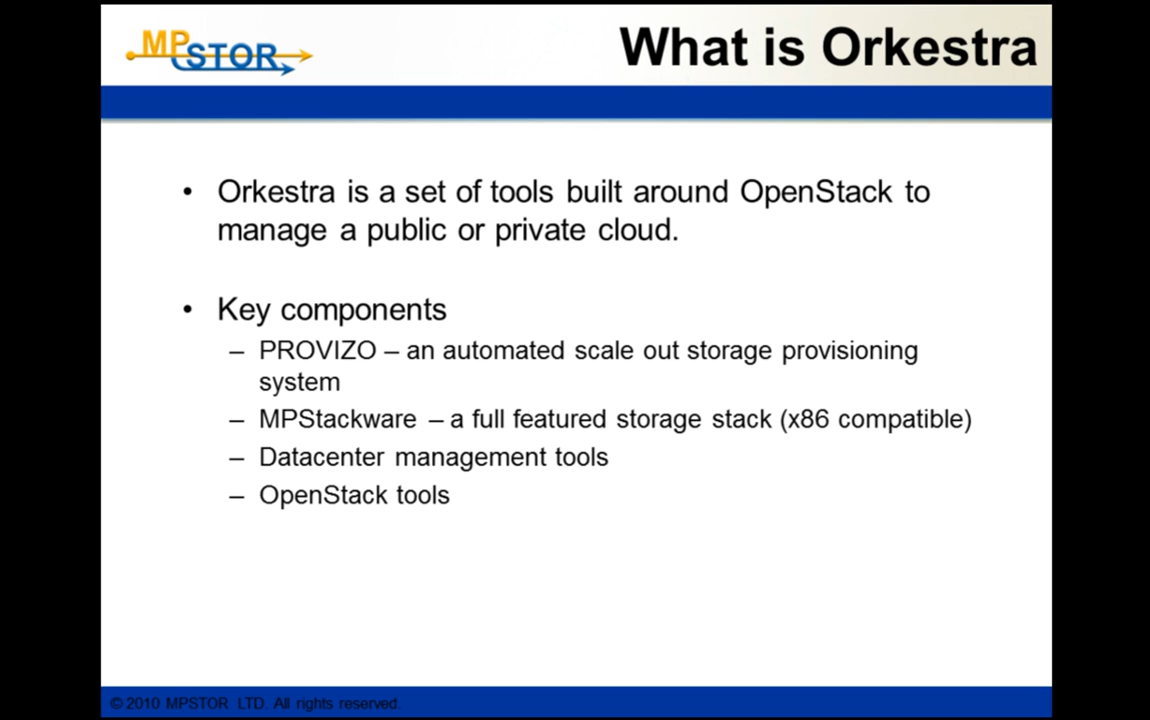 MPSTOR
What is Orkestra
• Orkestra is a set of tools built around OpenStack to
manage a public or private cloud.
• Key components
– PROVIZO – an automated scale out storage provisioning
system
– MPStackware – a full featured storage stack (x86 compatible)
– Datacenter management tools
– OpenStack tools
© 2010 MPSTOR LTD. All rights reserved.